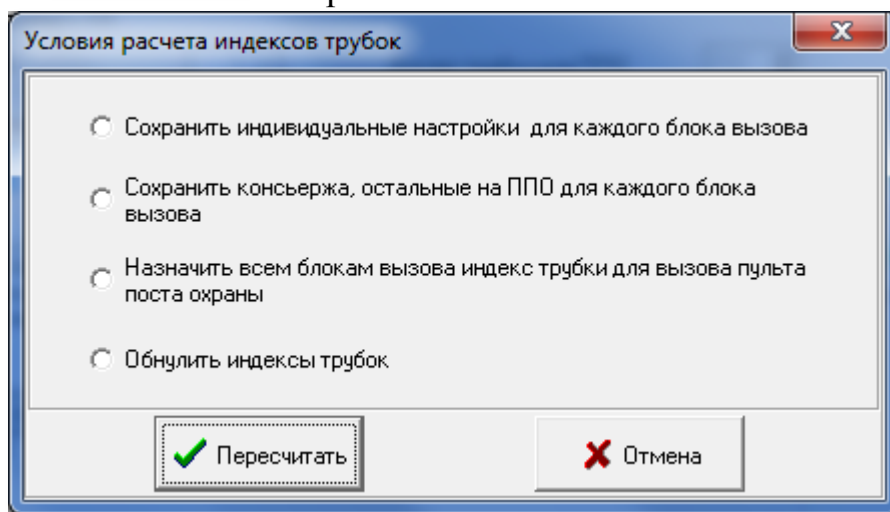 Условия расчета индексов трубок
Сохранить индивидуальные настройки для каждого блока вызова
Сохранить консьержа, остальные на ППО для каждого блока
вызова
Назначить всем блокам вызова индекс трубки для вызова пульта
поста охраны
Обнулить индексы трубок
Пересчитать
Отмена